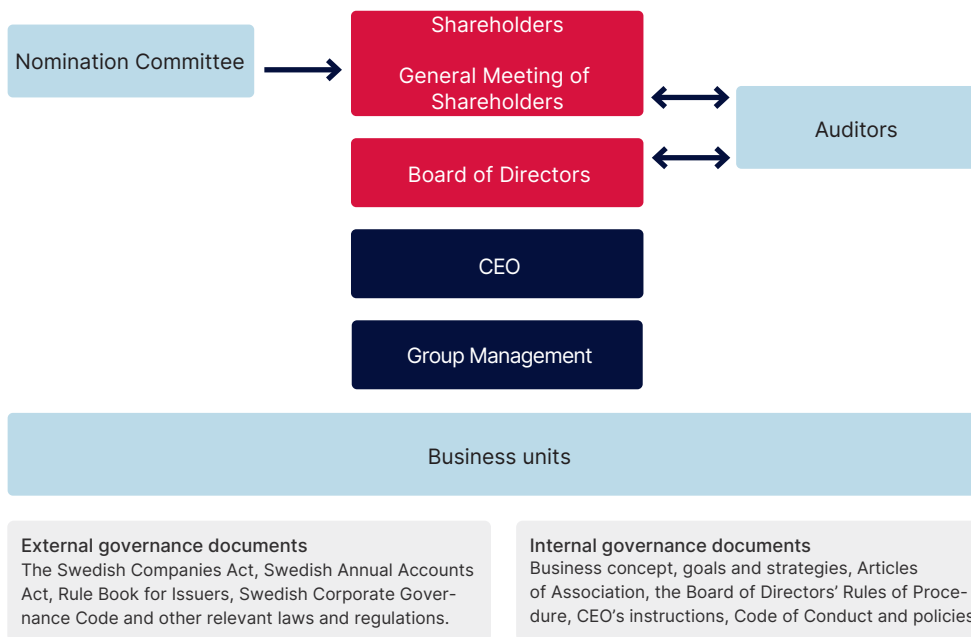 Nomination Committee
Shareholders
General Meeting of
Shareholders
Auditors
Board of Directors
CEO
Group Management
Business units
External governance documents
The Swedish Companies Act, Swedish Annual Accounts
Act, Rule Book for Issuers, Swedish Corporate Gover-
nance Code and other relevant laws and regulations.
Internal governance documents
Business concept, goals and strategies, Articles
of Association, the Board of Directors’ Rules of Proce-
dure, CEO’s instructions, Code of Conduct and policies